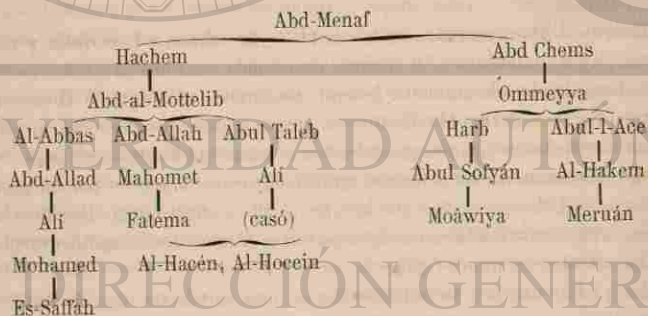 Abd-Menaf
Hachem Abd Chems
Abd-al-Mottelib Ommeyya
Al-Abbas Abd-Allah Abul Taleb Harb Abul-l-Ace
VERSIDAD AUTÓ
Abd-Allad Mahomet Alí Abul Sofyán Al-Hakem
Alí Fatema (casó) Moâwiya Meruán
Mohamed Al-Hacén, Al-Hocein
DIRECCIÓN GENER
Es-Saffah